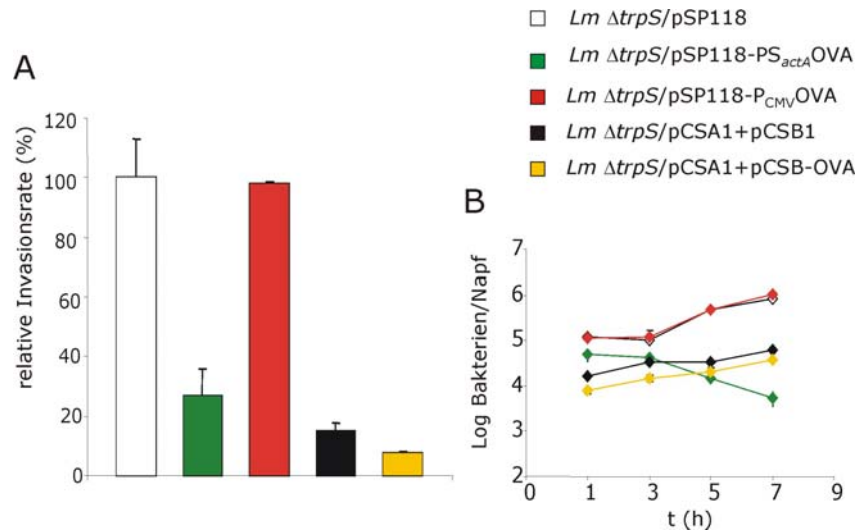 Lm ΔtrpS/pSP118
Lm ΔtrpS/pSP118-PSactAOVA
Lm ΔtrpS/pSP118-PCMVOVA
Lm ΔtrpS/pCSA1+pCSB1
Lm ΔtrpS/pCSA1+pCSB-OVA
A
relative Invasionsrate (%)
120
100
80
60
40
20
0
B
Log Bakterien/Napf
7
6
5
4
3
2
0 1 3 5 7 9
t (h)